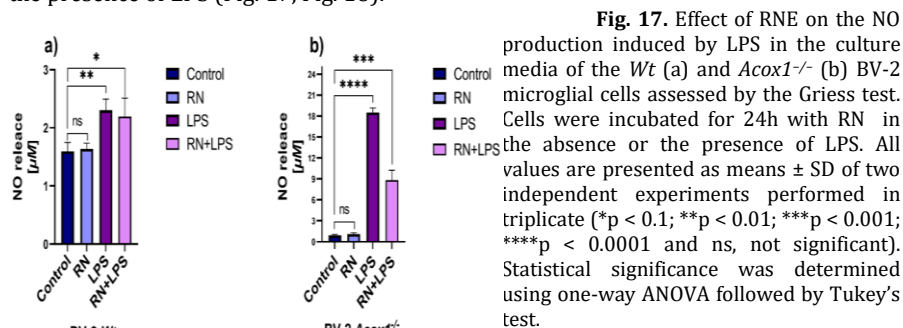 the presence of LPS (Fig. 17, Fig. 18).
a)
*
**
ns
3
2
1
0
NO releace
[µM]
Control
RN
LPS
RN+LPS
Control
RN
LPS
RN+LPS
b)
***
****
ns
24
21
18
15
12
9
6
3
0
NO releace
[µM]
Control
RN
LPS
RN+LPS
Control
RN
LPS
RN+LPS
Fig. 17. Effect of RNE on the NO
production induced by LPS in the culture
media of the Wt (a) and Acox1-/- (b) BV-2
microglial cells assessed by the Griess test.
Cells were incubated for 24h with RN in
the absence or the presence of LPS. All
values are presented as means ± SD of two
independent experiments performed in
triplicate (*p < 0.1; **p < 0.01; ***p < 0.001;
****p < 0.0001 and ns, not significant).
Statistical significance was determined
using one-way ANOVA followed by Tukey's
test.